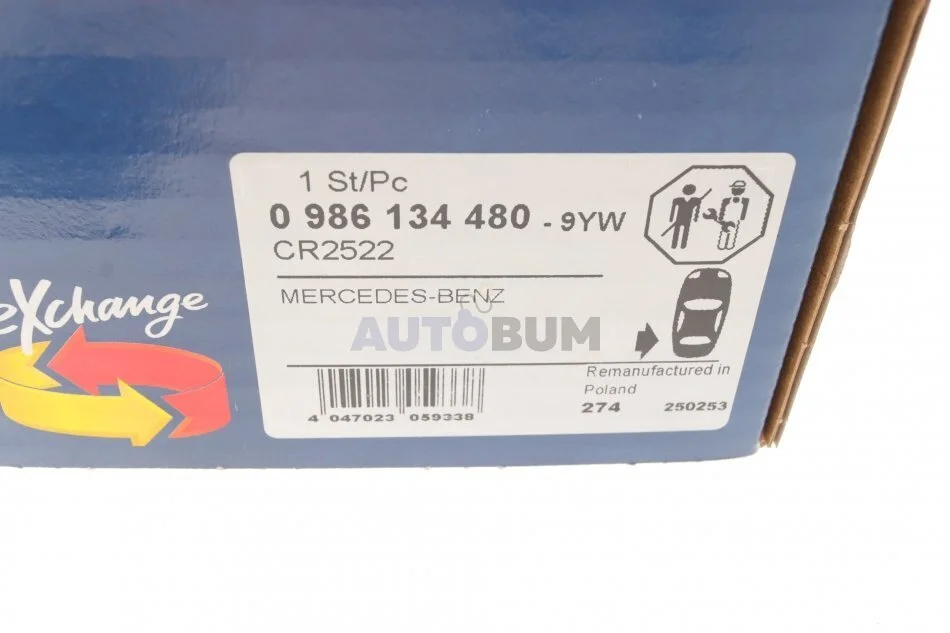 1 St/Pc
0 986 134 480 - 9YW
CR2522
MERCEDES-BENZ
eXchange
AUTOBUM
Remanufactured in
Poland
4 047023 059338
274 250253